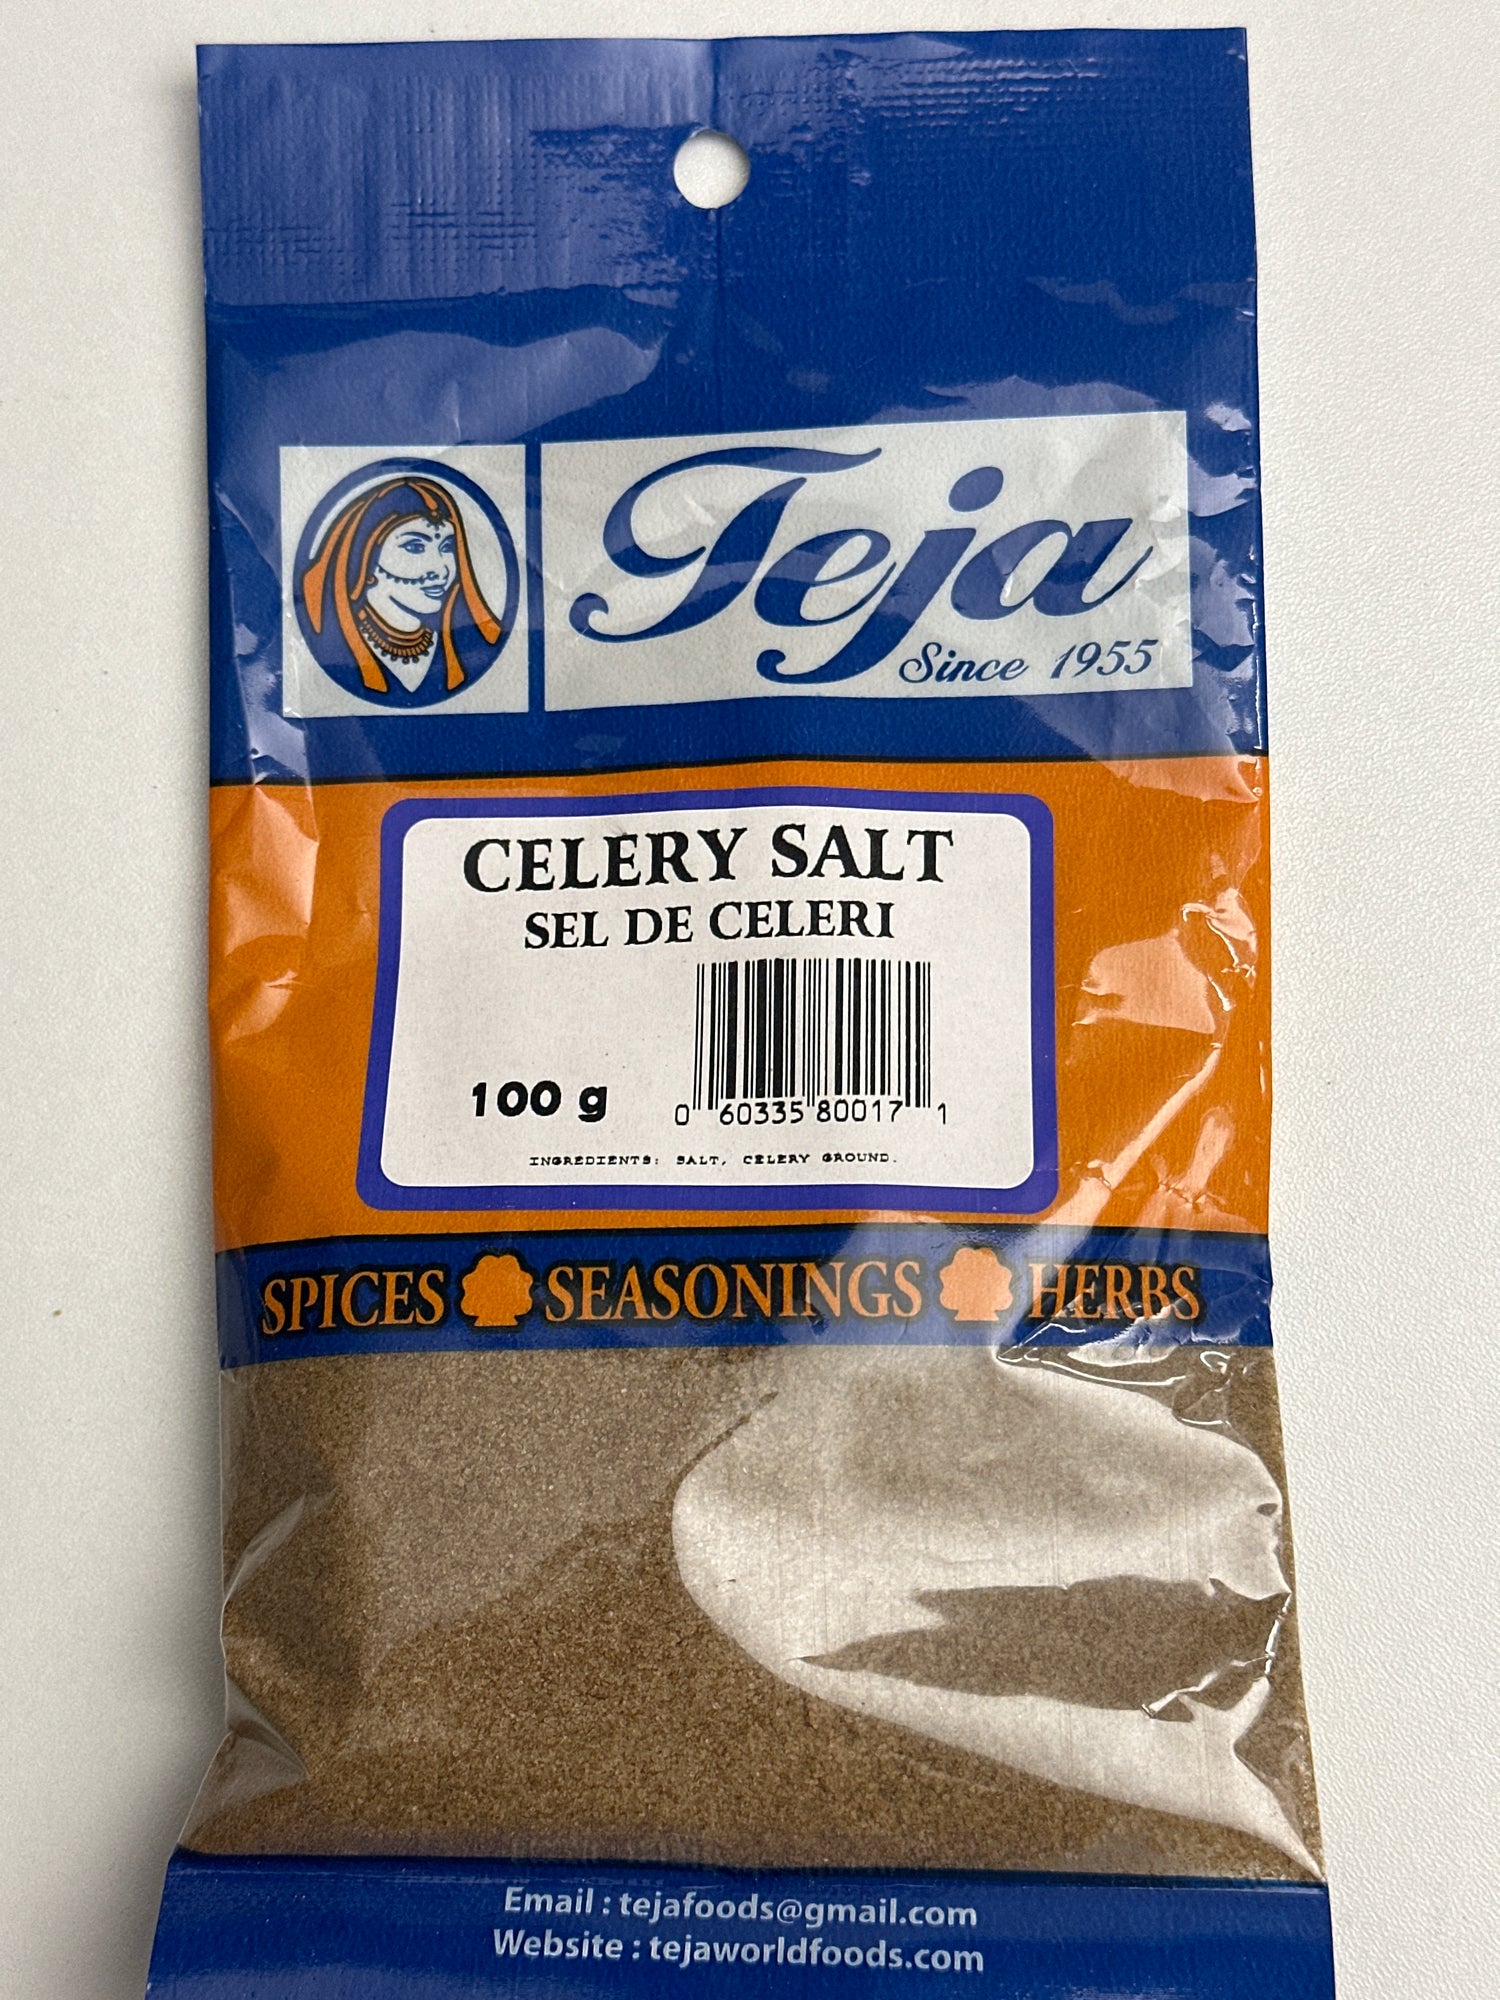 Teja
Since 1955
CELERY SALT
SEL DE CELERI
100 g
0 60335 80017 1
INGREDIENTS: SALT, CELERY GROUND.
SPICES SEASONINGS HERBS
Email : tejafoods@gmail.com
Website : tejaworldfoods.com